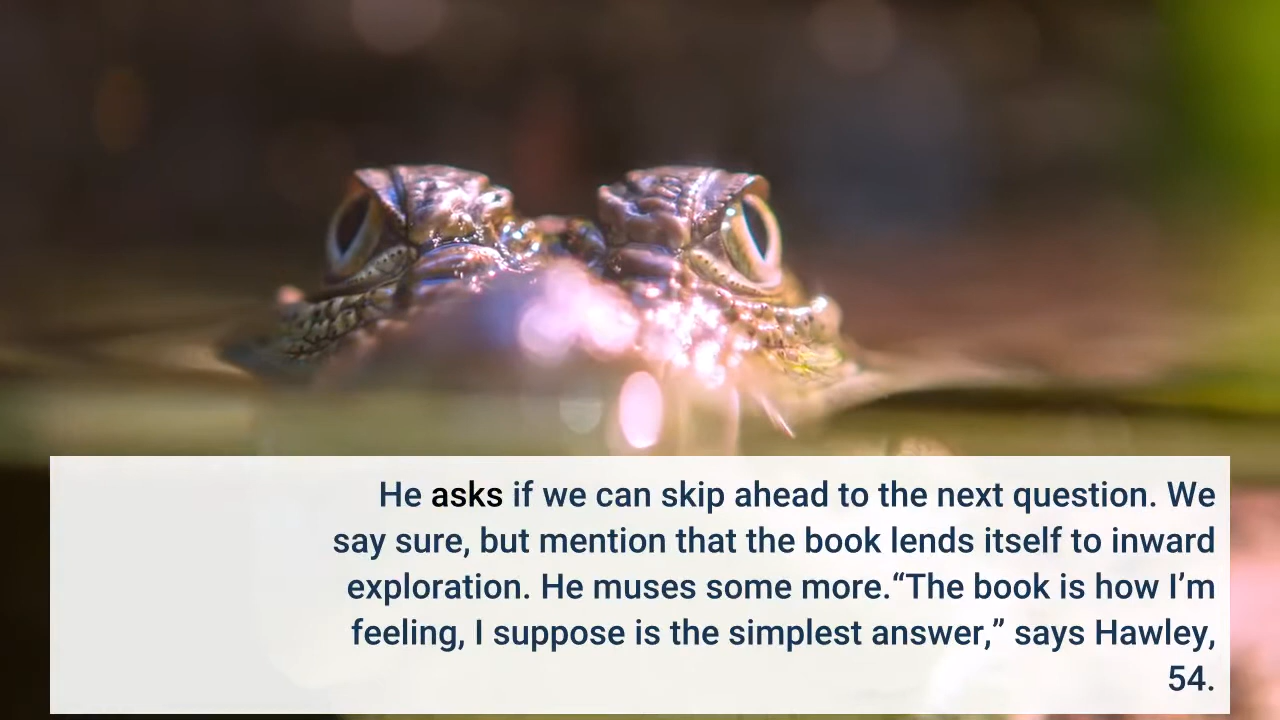 He asks if we can skip ahead to the next question. We
say sure, but mention that the book lends itself to inward
exploration. He muses some more.“The book is how I’m
feeling, I suppose is the simplest answer,” says Hawley,
54.